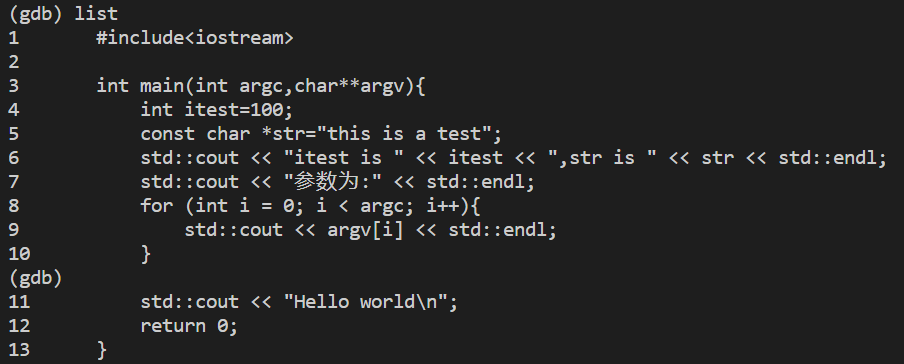 (gdb) list
1       #include<iostream>
2
3       int main(int argc,char**argv){
4           int itest=100;
5           const char *str="this is a test";
6           std::cout << "itest is " << itest << ",str is " << str << std::endl;
7           std::cout << "参数为:" << std::endl;
8           for (int i = 0; i < argc; i++){
9               std::cout << argv[i] << std::endl;
10          }
(gdb)
11          std::cout << "Hello world\n";
12          return 0;
13      }